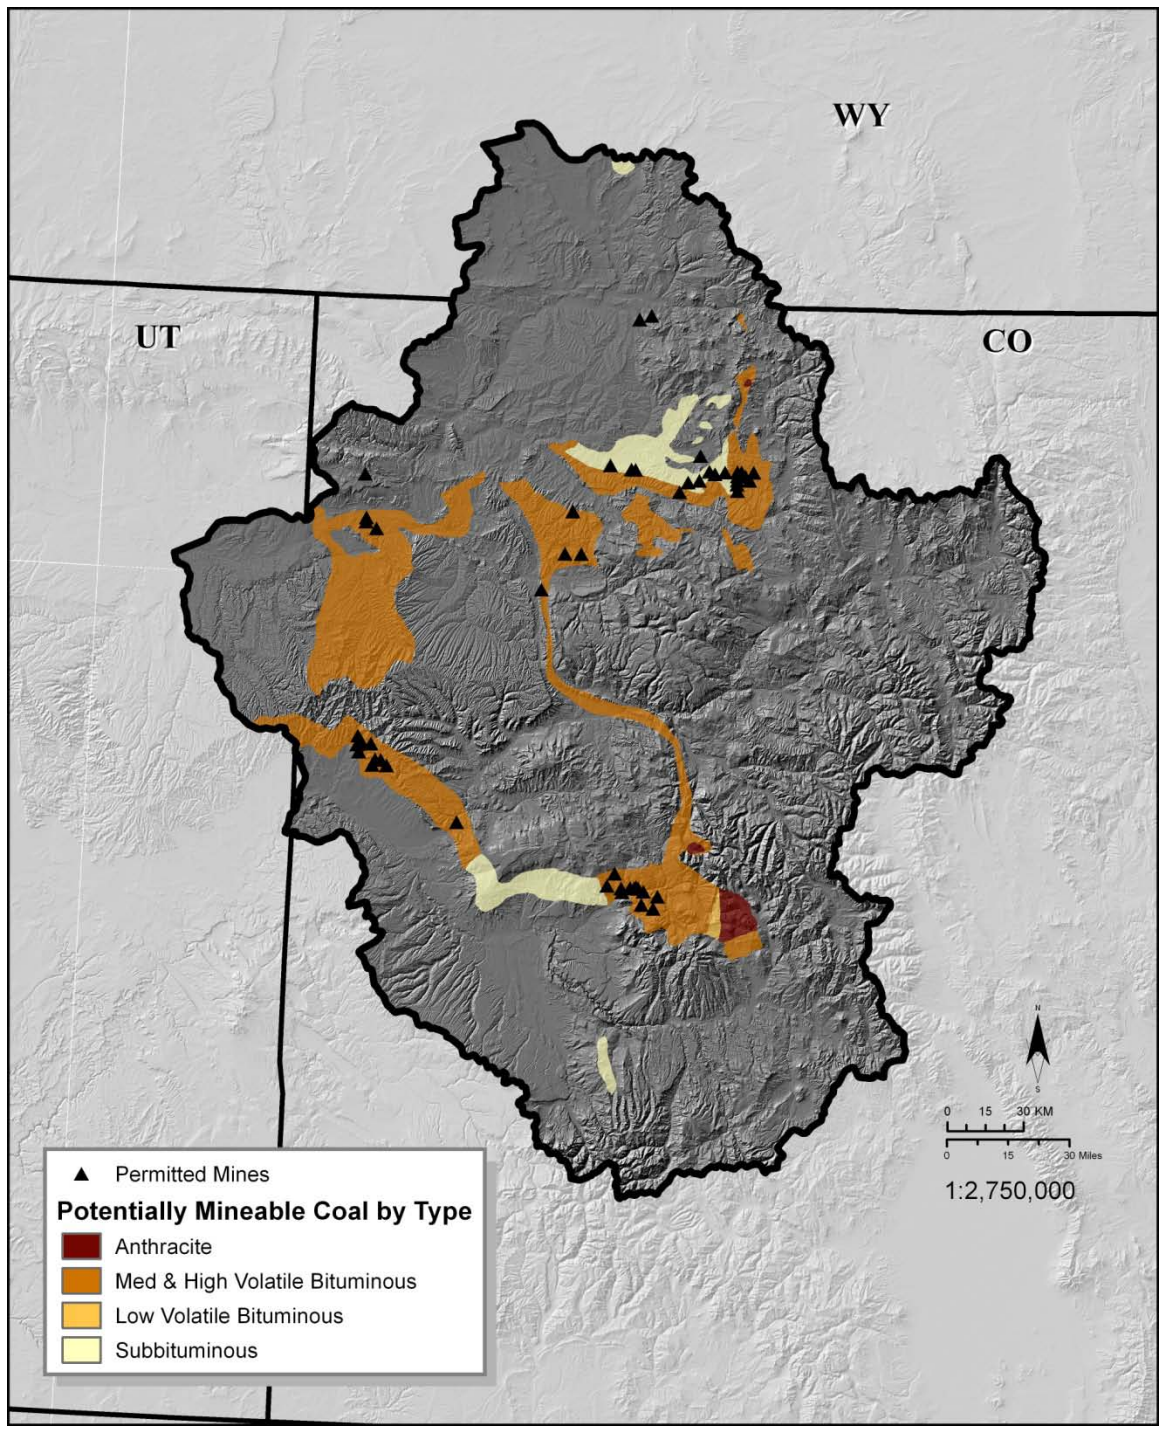 WY
UT
CO
N
S
0 15 30 KM
0 15 30 Miles
1:2,750,000
Permitted Mines
Potentially Mineable Coal by Type
Anthracite
Med & High Volatile Bituminous
Low Volatile Bituminous
Subbituminous